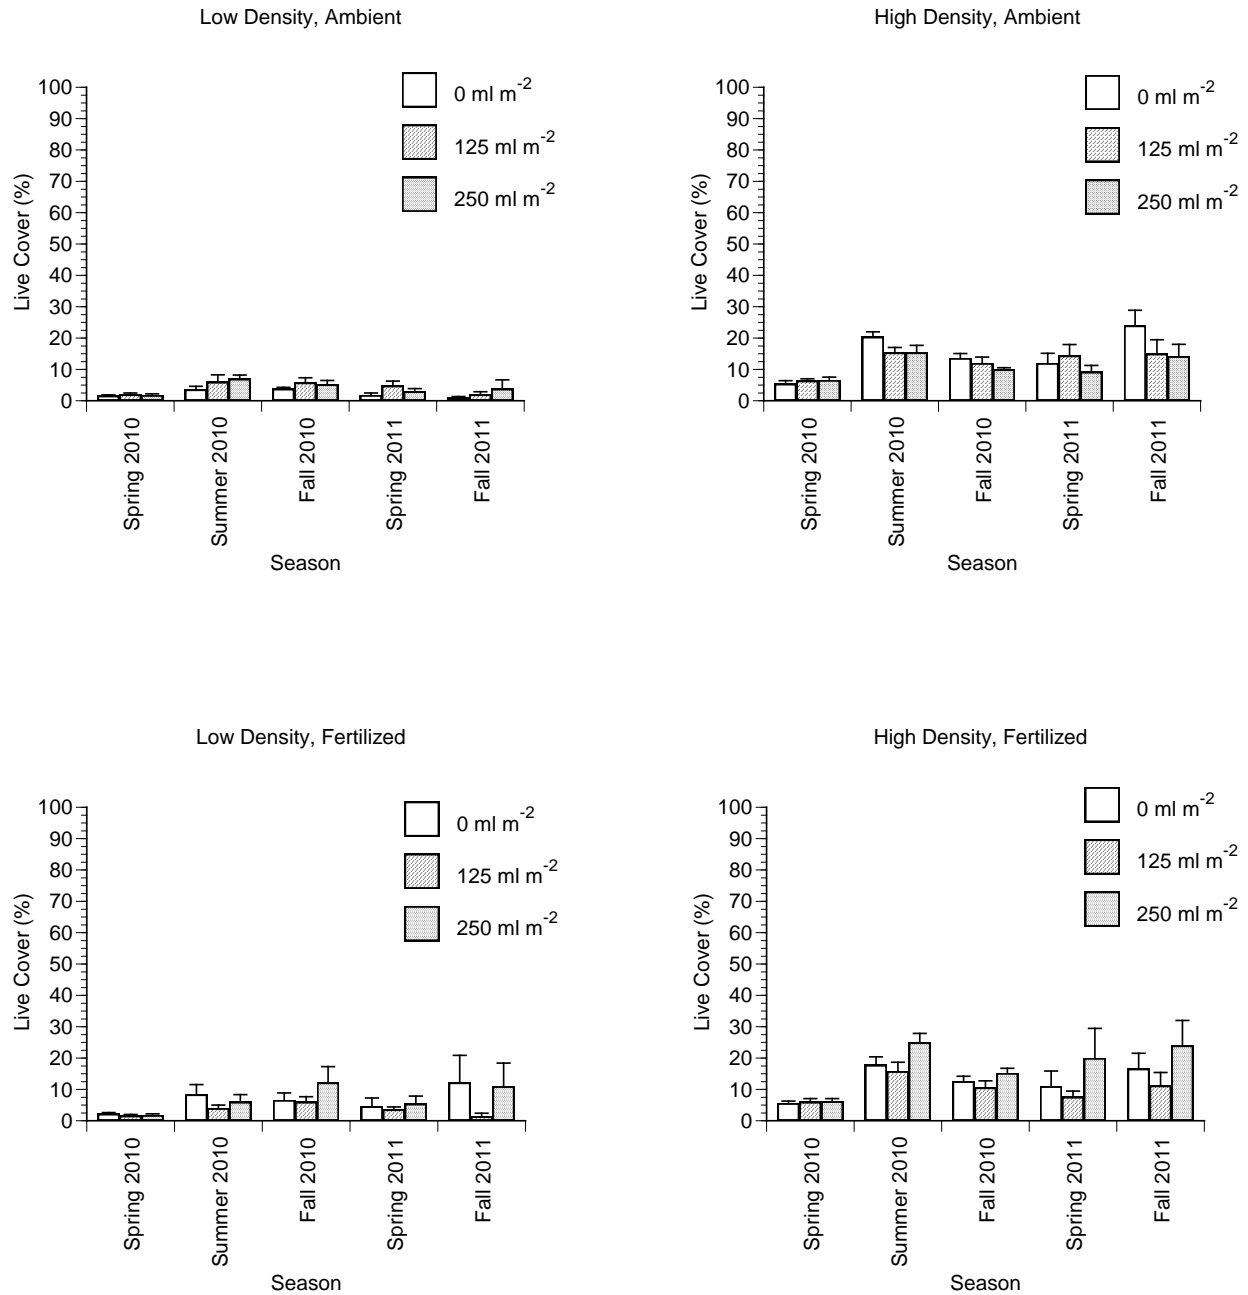 Low Density, Ambient
0 ml m-2
125 ml m-2
250 ml m-2
100
90
80
70
60
50
40
30
20
10
0
Live Cover (%)
Spring 2010
Summer 2010
Fall 2010
Spring 2011
Fall 2011
Season
High Density, Ambient
0 ml m-2
125 ml m-2
250 ml m-2
100
90
80
70
60
50
40
30
20
10
0
Live Cover (%)
Spring 2010
Summer 2010
Fall 2010
Spring 2011
Fall 2011
Season
Low Density, Fertilized
0 ml m-2
125 ml m-2
250 ml m-2
100
90
80
70
60
50
40
30
20
10
0
Live Cover (%)
Spring 2010
Summer 2010
Fall 2010
Spring 2011
Fall 2011
Season
High Density, Fertilized
0 ml m-2
125 ml m-2
250 ml m-2
100
90
80
70
60
50
40
30
20
10
0
Live Cover (%)
Spring 2010
Summer 2010
Fall 2010
Spring 2011
Fall 2011
Season